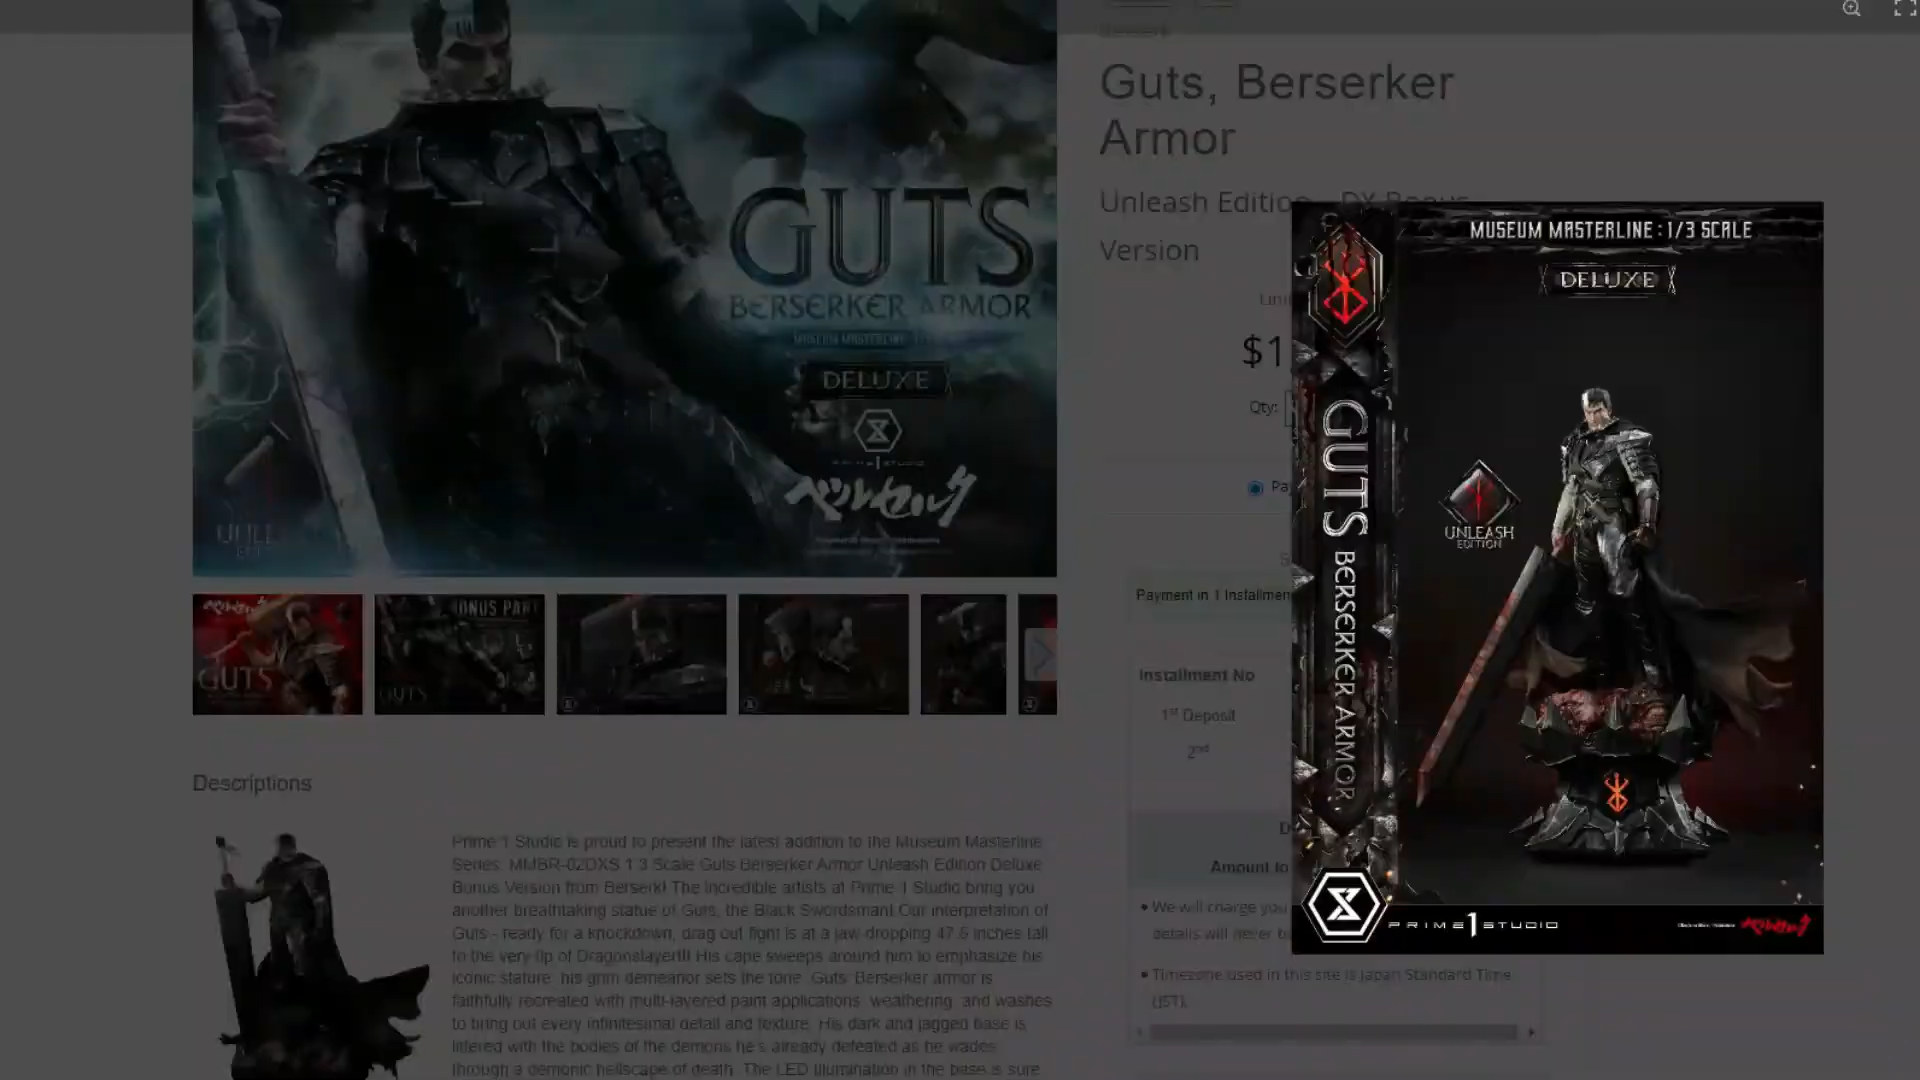 Guts, Berserker
Armor
Unleash Edition - DX Bonus
Version
$1
Qty:
GUTS
BERSERKER ARMOR
DELUXE
PRIME 1 STUDIO
ベルセルク
GUTS
BONUS PART
GUTS
Payment in 1 Installmen
Installment No
1st Deposit
2nd
Amount to
• We will charge you
details will never b
• Timezone used in this site is Japan Standard Time
(JST).
MUSEUM MASTERLINE : 1/3 SCALE
DELUXE
GUTS BERSERKER ARMOR
UNLEASH
EDITION
PRIME 1 STUDIO
ベルセルク
Descriptions
Prime 1 Studio is proud to present the latest addition to the Museum Masterline
Series: MMBR-02DXS 1:3 Scale Guts Berserker Armor Unleash Edition Deluxe
Bonus Version from Berserk! The incredible artists at Prime 1 Studio bring you
another breathtaking statue of Guts, the Black Swordsman! Our interpretation of
Guts - ready for a knockdown, drag out fight is at a jaw-dropping 47.6 inches tall
to the very tip of Dragonslayer!!! His cape sweeps around him to emphasize his
iconic stature, his grim demeanor sets the tone. Guts' Berserker armor is
faithfully recreated with multi-layered paint applications, weathering, and washes
to bring out every infinitesimal detail and texture. His dark and jagged base is
littered with the bodies of the demons he's already defeated as he wades
through a demonic hellscape of death. The LED Illumination in the base is sure